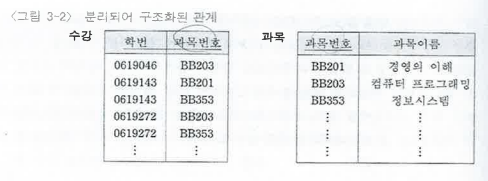 <그림 3-2> 분리되어 구조화된 관계
수강
학번 과목번호
0619046 BB203
0619143 BB201
0619143 BB353
0619272 BB203
0619272 BB353
⋮ ⋮
과목
과목번호 과목이름
BB201 경영의 이해
BB203 컴퓨터 프로그래밍
BB353 정보시스템
⋮ ⋮
⋮ ⋮
⋮ ⋮